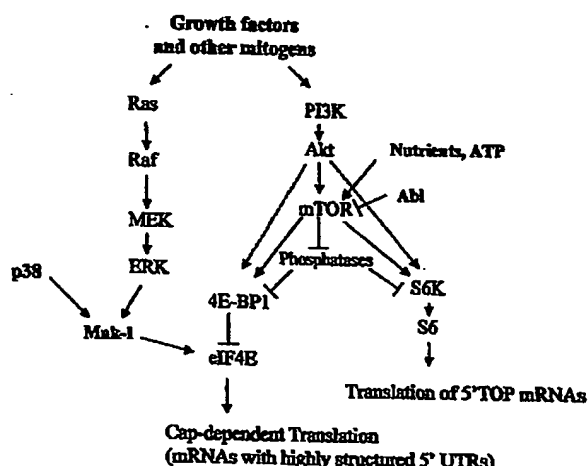 Growth factors
and other mitogens
Ras
PI3K
Raf
Akt
Nutrients, ATP
mTOR
Abl
MEK
Phosphatases
ERK
p38
4E-BP1
S6K
Mnk-1
S6
eIF4E
Translation of 5'TOP mRNAs
Cap-dependent Translation
(mRNAs with highly structured 5' UTRs)